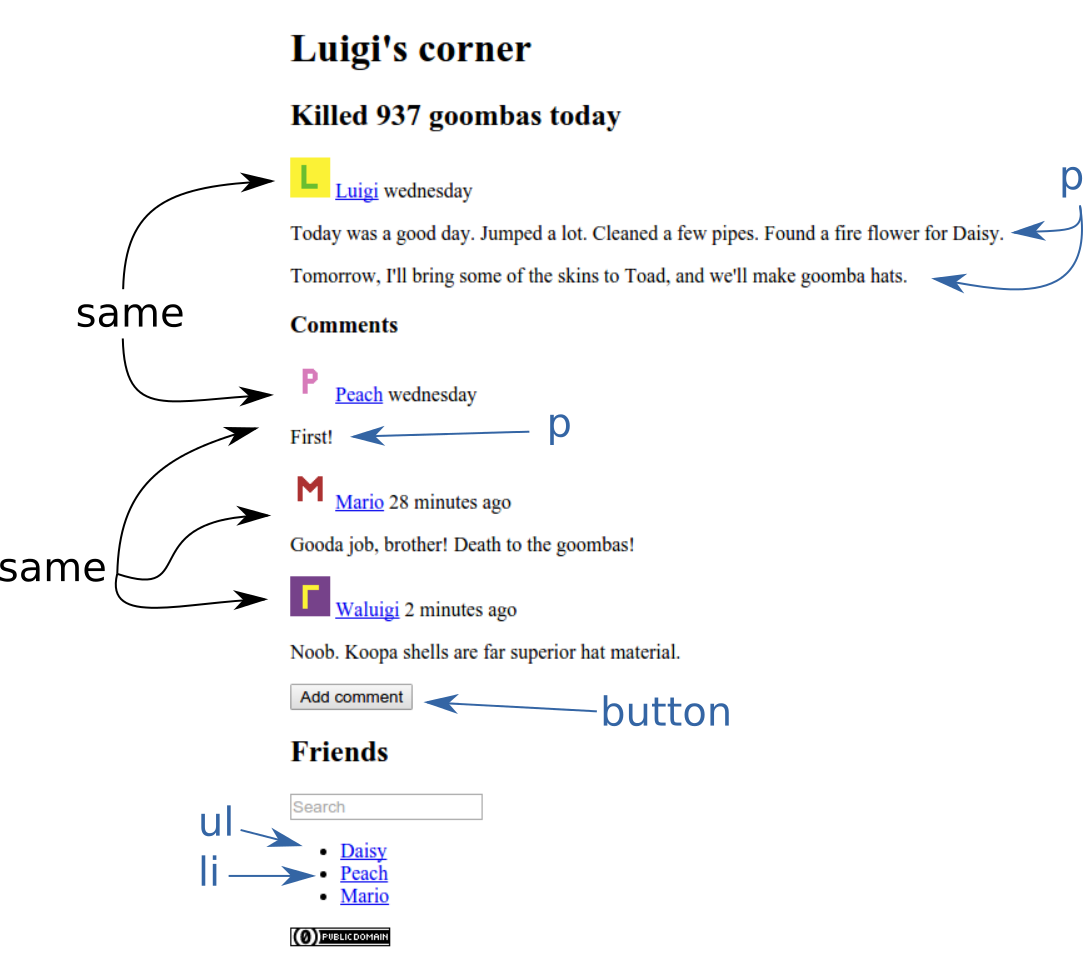 Luigi's corner
Killed 937 goombas today
L Luigi wednesday
p
Today was a good day. Jumped a lot. Cleaned a few pipes. Found a fire flower for Daisy.
Tomorrow, I'll bring some of the skins to Toad, and we'll make goomba hats.
same
Comments
P Peach wednesday
First!
p
M Mario 28 minutes ago
Gooda job, brother! Death to the goombas!
same
Γ Waluigi 2 minutes ago
Noob. Koopa shells are far superior hat material.
Add comment
button
Friends
Search
ul
Daisy
li
Peach
Mario
(0) PUBLIC DOMAIN